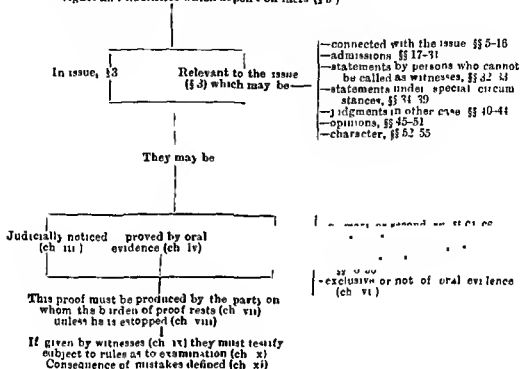 In issue, §3
Relevant to the issue
(§ 3) which may be
—connected with the issue §§ 5-16
—admissions §§ 17-31
—statements by persons who cannot
be called as witnesses, §§ 32 33
—statements under special circum
stances, §§ 34 39
—judgments in other case §§ 40-44
—opinions, §§ 45-51
—character, §§ 52 55
They may be
Judicially noticed
(ch iii)
proved by oral
evidence (ch iv)
-exclusive or not of oral evidence
(ch vi)
This proof must be produced by the party on
whom the burden of proof rests (ch vii)
unless he is estopped (ch viii)
If given by witnesses (ch ix) they must testify
subject to rules as to examination (ch x)
Consequence of mistakes defined (ch xi)